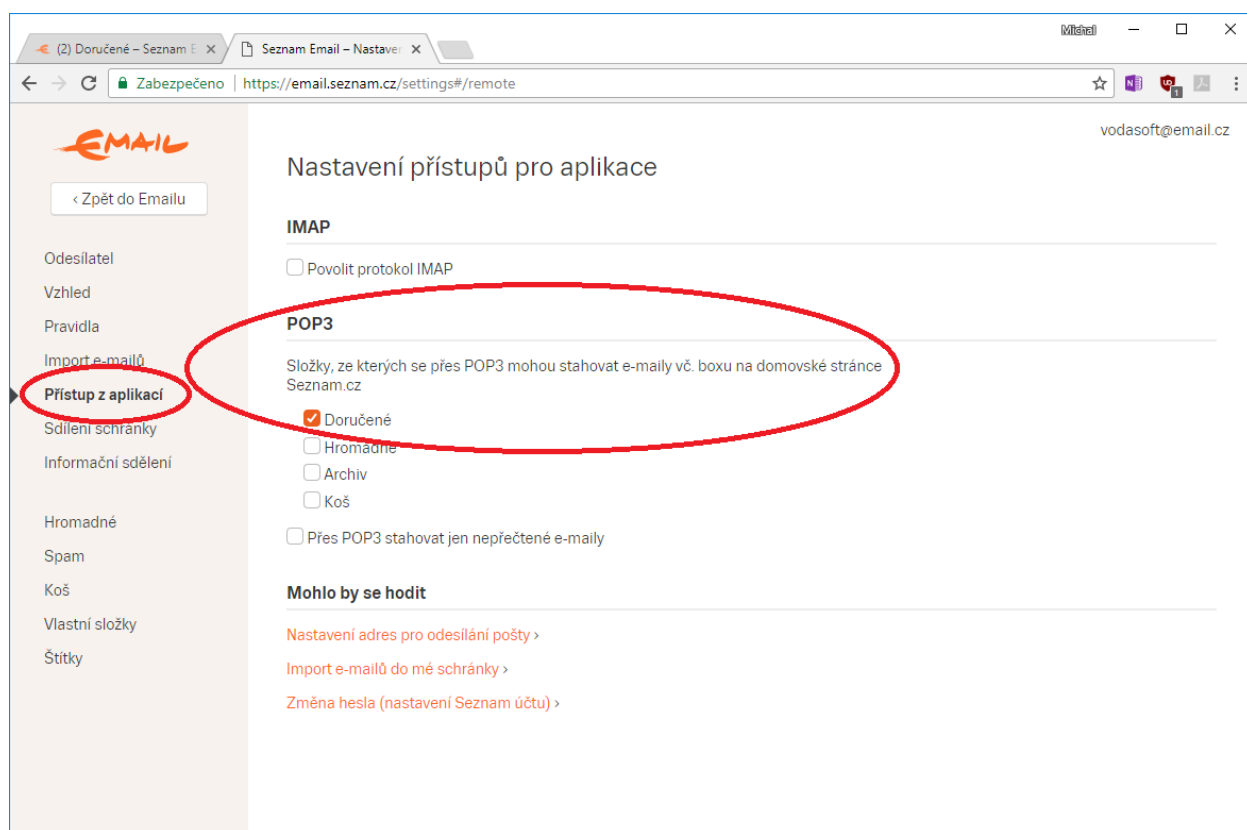 Michal
(2) Doručené – Seznam E
Seznam Email – Nastaven
Zabezpečeno
https://email.seznam.cz/settings#/remote
1
EMAIL
vodasoft@email.cz
‹ Zpět do Emailu
Odesílatel
Vzhled
Pravidla
Import e-mailů
Přístup z aplikací
Sdílení schránky
Informační sdělení
Hromadné
Spam
Koš
Vlastní složky
Štítky
Nastavení přístupů pro aplikace
IMAP
Povolit protokol IMAP
POP3
Složky, ze kterých se přes POP3 mohou stahovat e-maily vč. boxu na domovské stránce
Seznam.cz
Doručené
Hromadné
Archiv
Koš
Přes POP3 stahovat jen nepřečtené e-maily
Mohlo by se hodit
Nastavení adres pro odesílání pošty ›
Import e-mailů do mé schránky ›
Změna hesla (nastavení Seznam účtu) ›